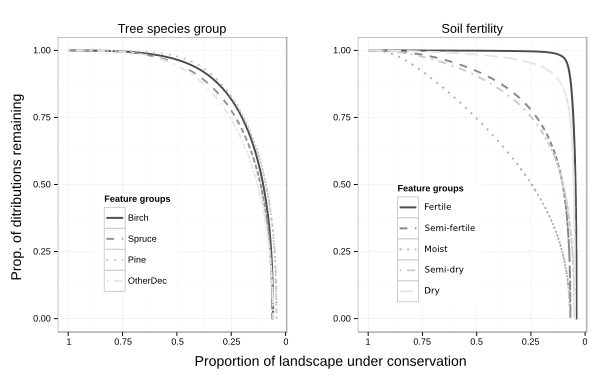 Tree species group
Soil fertility
Prop. of ditributions remaining
1.00
0.75
0.50
0.25
0.00
Feature groups
Birch
Spruce
Pine
OtherDec
1 0.75 0.5 0.25 0
1.00
0.75
0.50
0.25
0.00
Feature groups
Fertile
Semi-fertile
Moist
Semi-dry
Dry
1 0.75 0.5 0.25 0
Proportion of landscape under conservation